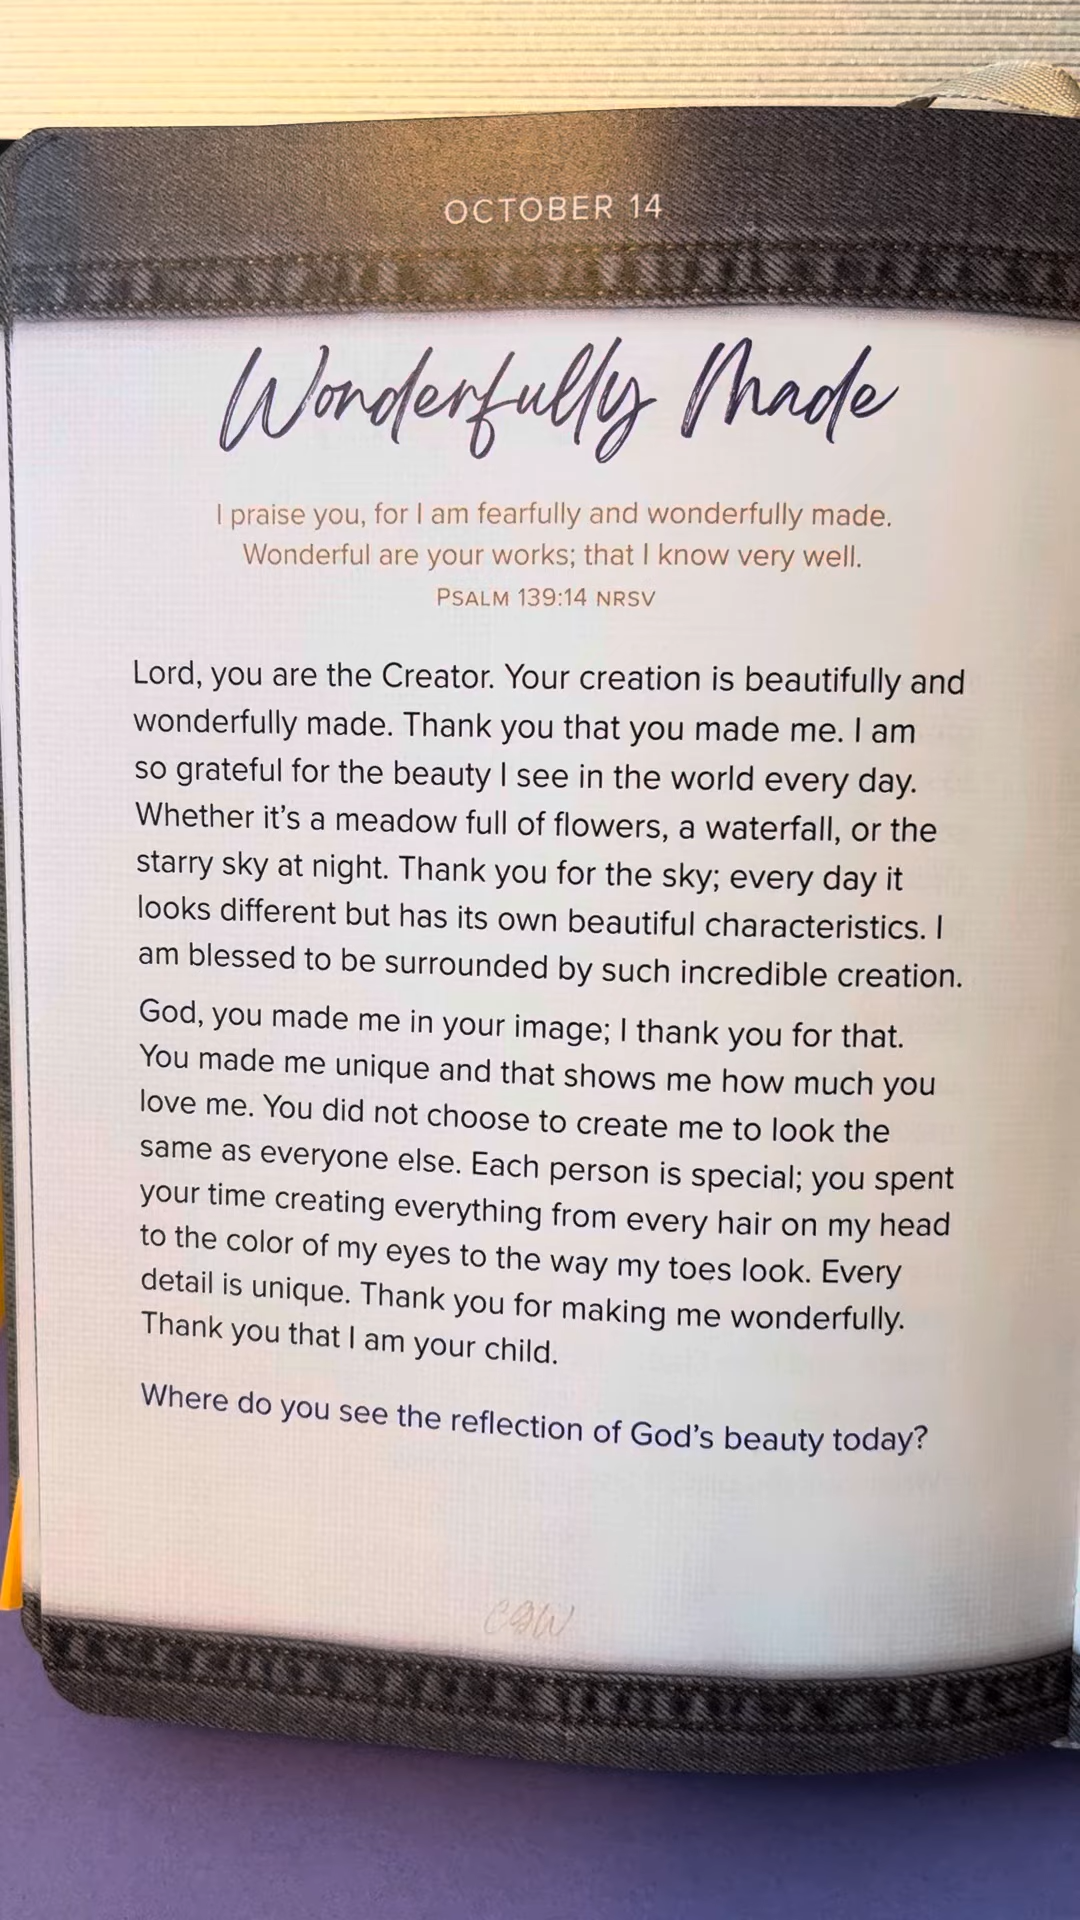 OCTOBER 14
Wonderfully Made
I praise you, for I am fearfully and wonderfully made.
Wonderful are your works; that I know very well.
PSALM 139:14 NRSV
Lord, you are the Creator. Your creation is beautifully and
wonderfully made. Thank you that you made me. I am
so grateful for the beauty I see in the world every day.
Whether it's a meadow full of flowers, a waterfall, or the
starry sky at night. Thank you for the sky; every day it
looks different but has its own beautiful characteristics. I
am blessed to be surrounded by such incredible creation.
God, you made me in your image; I thank you for that.
You made me unique and that shows me how much you
love me. You did not choose to create me to look the
same as everyone else. Each person is special; you spent
your time creating everything from every hair on my head
to the color of my eyes to the way my toes look. Every
detail is unique. Thank you for making me wonderfully.
Thank you that I am your child.
Where do you see the reflection of God's beauty today?